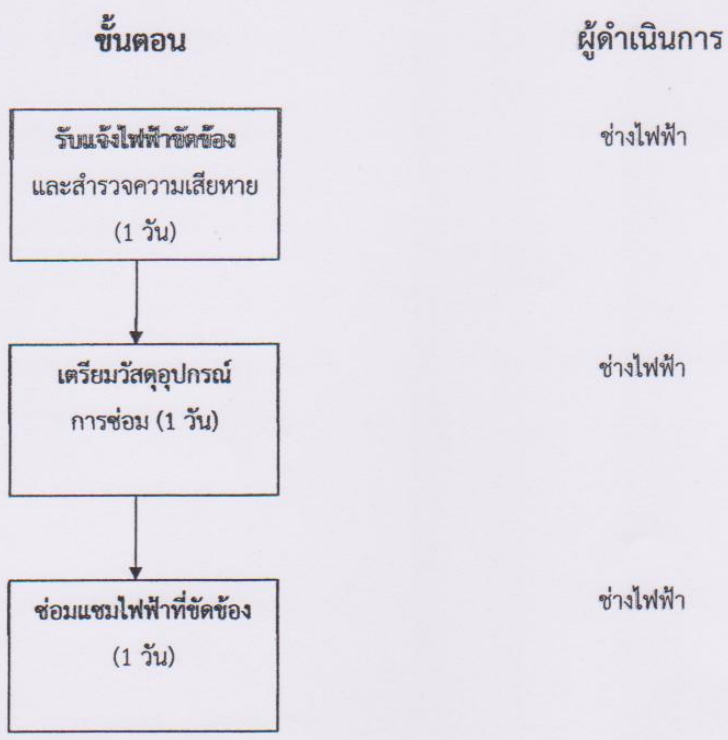 ขั้นตอน
ผู้ดำเนินการ
รับแจ้งไฟฟ้าขัดข้อง
และสำรวจความเสียหาย
(1 วัน)
ช่างไฟฟ้า
เตรียมวัสดุอุปกรณ์
การซ่อม (1 วัน)
ช่างไฟฟ้า
ซ่อมแซมไฟฟ้าที่ขัดข้อง
(1 วัน)
ช่างไฟฟ้า